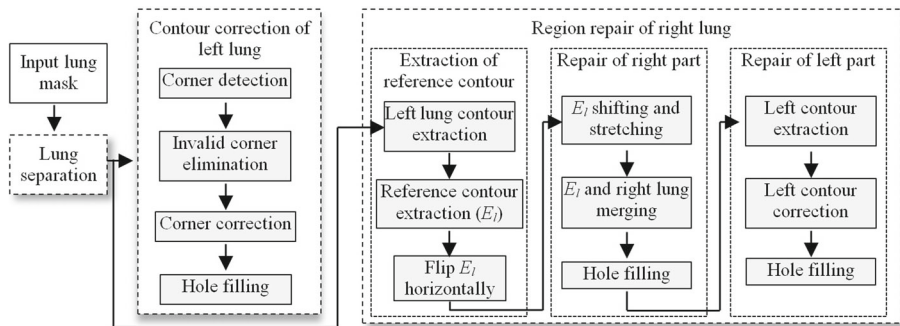 Input lung
mask
Lung
separation
Contour correction of
left lung
Corner detection
Invalid corner
elimination
Corner correction
Hole filling
Region repair of right lung
Extraction of
reference contour
Left lung contour
extraction
Reference contour
extraction (El)
Flip El
horizontally
Repair of right part
El shifting and
stretching
El and right lung
merging
Hole filling
Repair of left part
Left contour
extraction
Left contour
correction
Hole filling